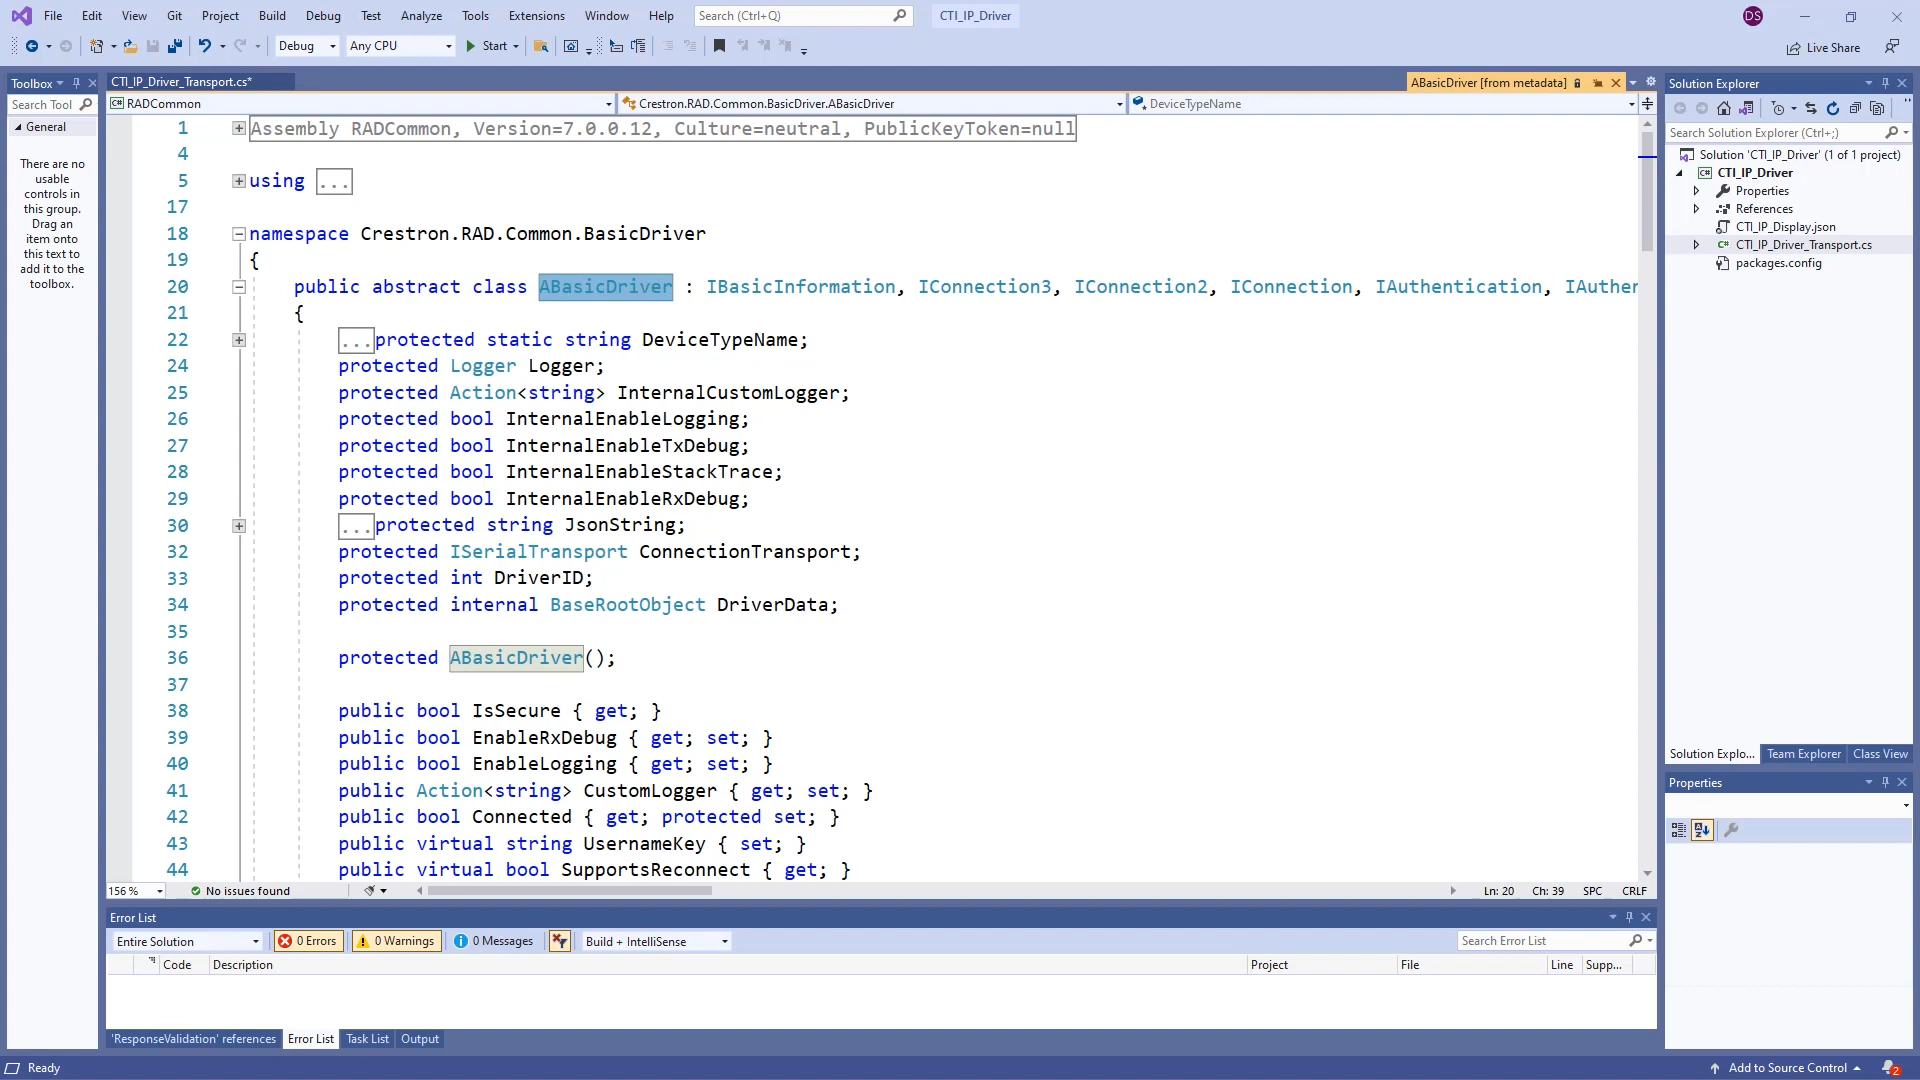 File Edit View Git Project Build Debug Test Analyze Tools Extensions Window Help Search (Ctrl+Q) CTI_IP_Driver DS
Debug Any CPU Start Live Share
Toolbox CTI_IP_Driver_Transport.cs* ABasicDriver [from metadata] Solution Explorer
Search Tool RADCommon Crestron.RAD.Common.BasicDriver.ABasicDriver DeviceTypeName
General
There are no
usable
controls in
this group.
Drag an
item onto
this text to
add it to the
toolbox.
1 Assembly RADCommon, Version=7.0.0.12, Culture=neutral, PublicKeyToken=null
4
5 using ...
17
18 namespace Crestron.RAD.Common.BasicDriver
19 {
20 public abstract class ABasicDriver : IBasicInformation, IConnection3, IConnection2, IConnection, IAuthentication, IAuther
21 {
22 ...protected static string DeviceTypeName;
24 protected Logger Logger;
25 protected Action<string> InternalCustomLogger;
26 protected bool InternalEnableLogging;
27 protected bool InternalEnableTxDebug;
28 protected bool InternalEnableStackTrace;
29 protected bool InternalEnableRxDebug;
30 ...protected string JsonString;
32 protected ISerialTransport ConnectionTransport;
33 protected int DriverID;
34 protected internal BaseRootObject DriverData;
35
36 protected ABasicDriver();
37
38 public bool IsSecure { get; }
39 public bool EnableRxDebug { get; set; }
40 public bool EnableLogging { get; set; }
41 public Action<string> CustomLogger { get; set; }
42 public bool Connected { get; protected set; }
43 public virtual string UsernameKey { set; }
44 public virtual bool SupportsReconnect { get; }
156 % No issues found Ln: 20 Ch: 39 SPC CRLF
Search Solution Explorer (Ctrl+;)
Solution 'CTI_IP_Driver' (1 of 1 project)
CTI_IP_Driver
Properties
References
CTI_IP_Display.json
CTI_IP_Driver_Transport.cs
packages.config
Solution Explo... Team Explorer Class View
Properties
Error List
Entire Solution 0 Errors 0 Warnings 0 Messages Build + IntelliSense Search Error List
Code Description Project File Line Supp...
'ResponseValidation' references Error List Task List Output
Ready Add to Source Control 2